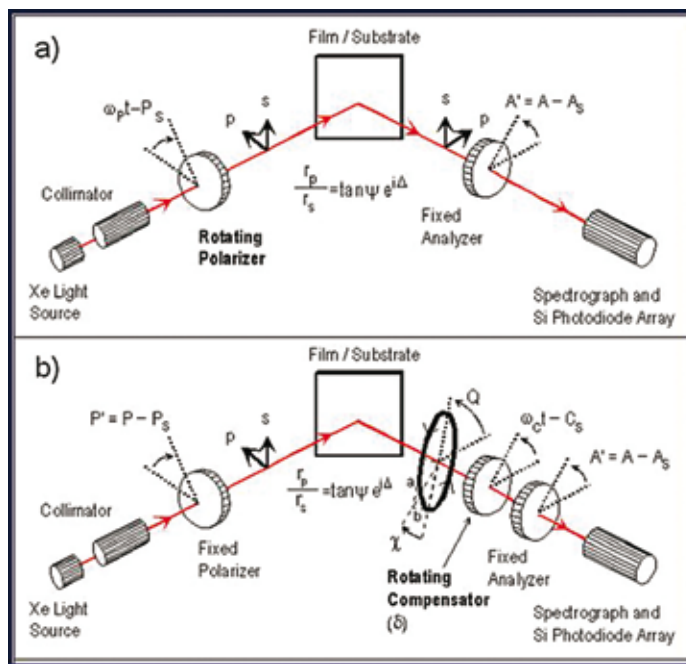 a)
Film / Substrate
ω_P t – P_S
p
s
s
p
A' = A – A_S
Collimator
r_p / r_s = tanψ e^{iΔ}
Rotating
Polarizer
Fixed
Analyzer
Xe Light
Source
Spectrograph and
Si Photodiode Array
b)
Film / Substrate
P' = P – P_S
p
s
Q
ω_C t – C_S
A' = A – A_S
r_p / r_s = tanψ e^{iΔ}
a
b
χ
Collimator
Fixed
Polarizer
Fixed
Analyzer
Rotating
Compensator
(δ)
Xe Light
Source
Spectrograph and
Si Photodiode Array